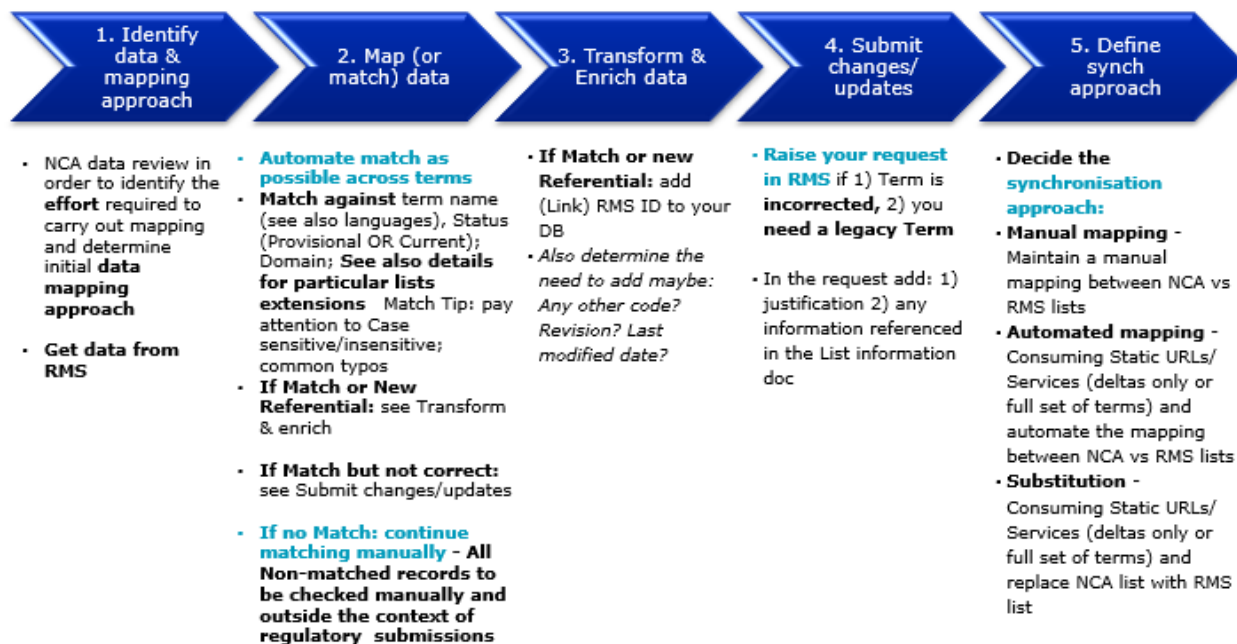 1. Identify
data &
mapping
approach
2. Map (or
match) data
3. Transform &
Enrich data
4. Submit
changes/
updates
5. Define
synch
approach
• NCA data review in
order to identify the
effort required to
carry out mapping
and determine
initial data
mapping
approach
• Get data from
RMS
• Automate match as
possible across terms
• Match against term name
(see also languages), Status
(Provisional OR Current);
Domain; See also details
for particular lists
extensions Match Tip: pay
attention to Case
sensitive/insensitive;
common typos
• If Match or New
Referential: see Transform
& enrich
• If Match but not correct:
see Submit changes/updates
• If no Match: continue
matching manually - All
Non-matched records to
be checked manually and
outside the context of
regulatory submissions
• If Match or new
Referential: add
(Link) RMS ID to your
DB
• Also determine the
need to add maybe:
Any other code?
Revision? Last
modified date?
• Raise your request
in RMS if 1) Term is
incorrected, 2) you
need a legacy Term
• In the request add: 1)
justification 2) any
information referenced
in the List information
doc
• Decide the
synchronisation
approach:
• Manual mapping -
Maintain a manual
mapping between NCA vs
RMS lists
• Automated mapping -
Consuming Static URLs/
Services (deltas only or
full set of terms) and
automate the mapping
between NCA vs RMS lists
• Substitution -
Consuming Static URLs/
Services (deltas only or
full set of terms) and
replace NCA list with RMS
list